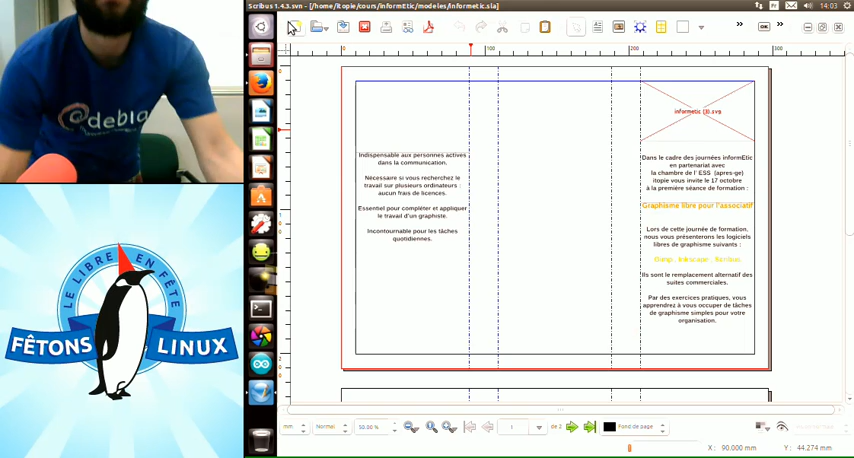 Scribus 1.4.3.svn - [/home/itopie/cours/informEtic/modeles/informetic.sla]
Fr
14:03
@debia
LE LIBRE EN FÊTE
FÊTONS LINUX
0
100
200
300
informetic (3).svg
Indispensable aux personnes actives
dans la communication.
Nécessaire si vous recherchez le
travail sur plusieurs ordinateurs :
aucun frais de licences.
Essentiel pour compléter et appliquer
le travail d'un graphiste.
Incontournable pour les tâches
quotidiennes.
Dans le cadre des journées informEtic
en partenariat avec
la chambre de l' ESS (apres-ge)
itopie vous invite le 17 octobre
à la première séance de formation :
Graphisme libre pour l'associatif
Lors de cette journée de formation,
nous vous présenterons les logiciels
libres de graphisme suivants :
Gimp . Inkscape . Scribus
Ils sont le remplacement alternatif des
suites commerciales.
Par des exercices pratiques, vous
apprendrez à vous occuper de tâches
de graphisme simples pour votre
organisation.
mm
Normal
50.00 %
1
de 2
Fond de page
X : 90.000 mm
Y : 44.274 mm